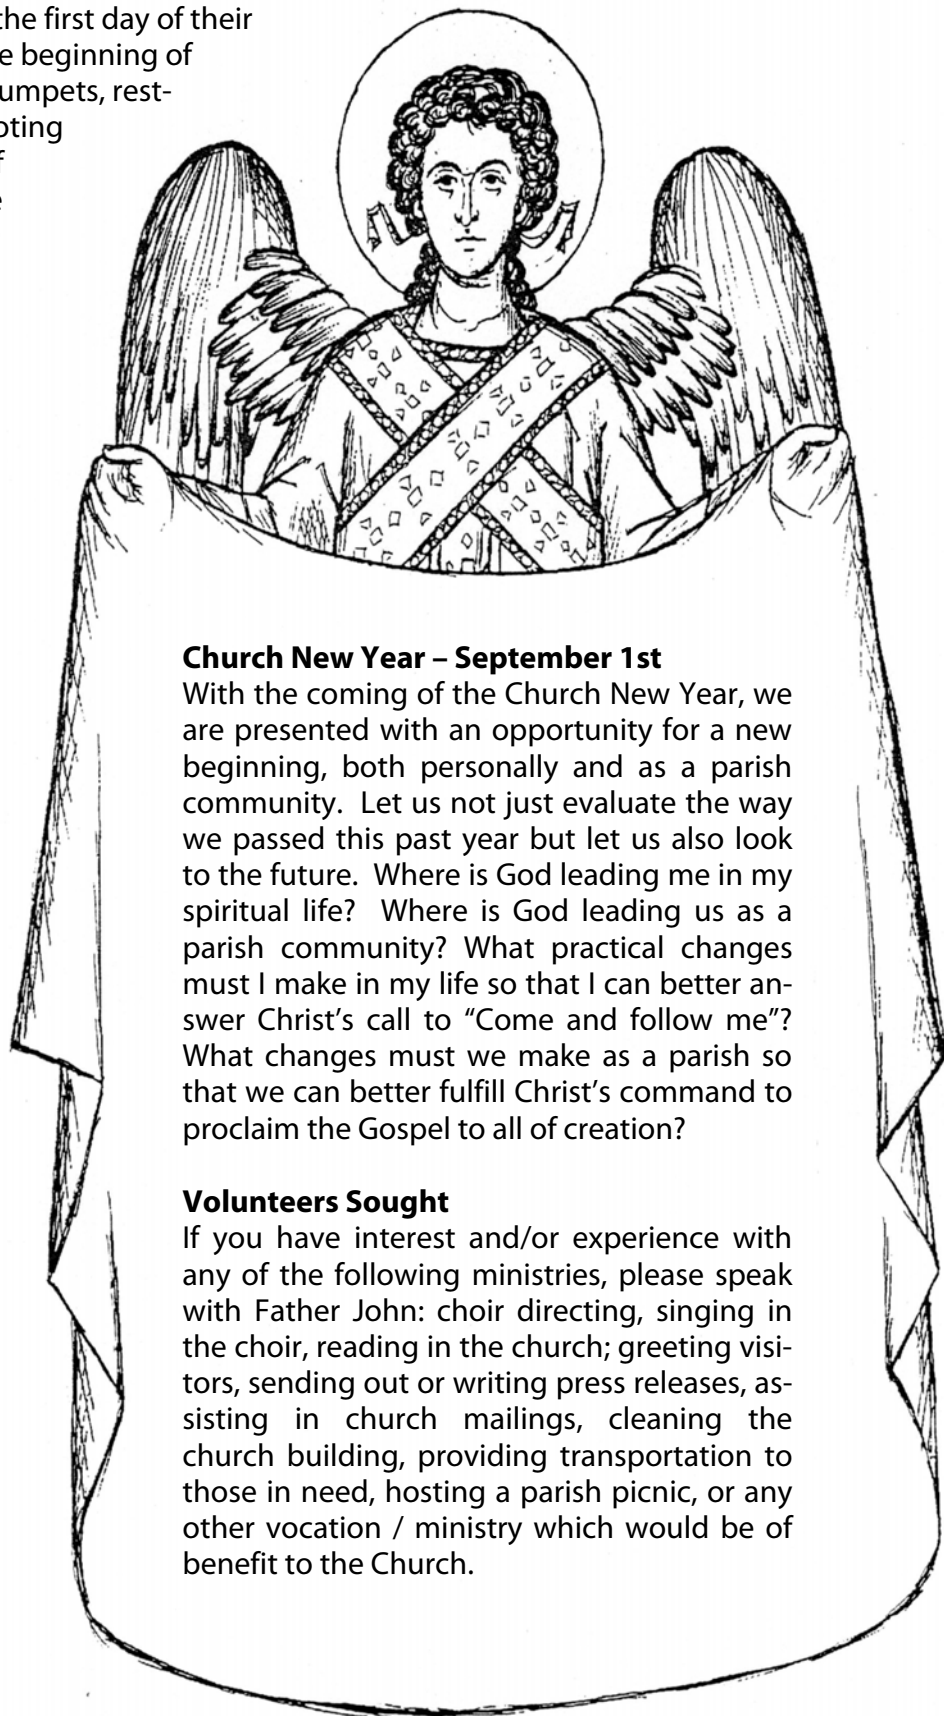 the first day of their
beginning of
rest-
Church New Year – September 1st
With the coming of the Church New Year, we
are presented with an opportunity for a new
beginning, both personally and as a parish
community.  Let us not just evaluate the way
we passed this past year but let us also look
to the future.  Where is God leading me in my
spiritual life?   Where is God leading us as a
parish community? What practical changes
must I make in my life so that I can better an-
swer Christ’s call to “Come and follow me”?
What changes must we make as a parish so
that we can better fulfill Christ’s command to
proclaim the Gospel to all of creation?
Volunteers Sought
If you have interest and/or experience with
any of the following ministries, please speak
with Father John: choir directing, singing in
the choir, reading in the church; greeting visi-
tors, sending out or writing press releases, as-
sisting in church mailings, cleaning the
church building, providing transportation to
those in need, hosting a parish picnic, or any
other vocation / ministry which would be of
benefit to the Church.